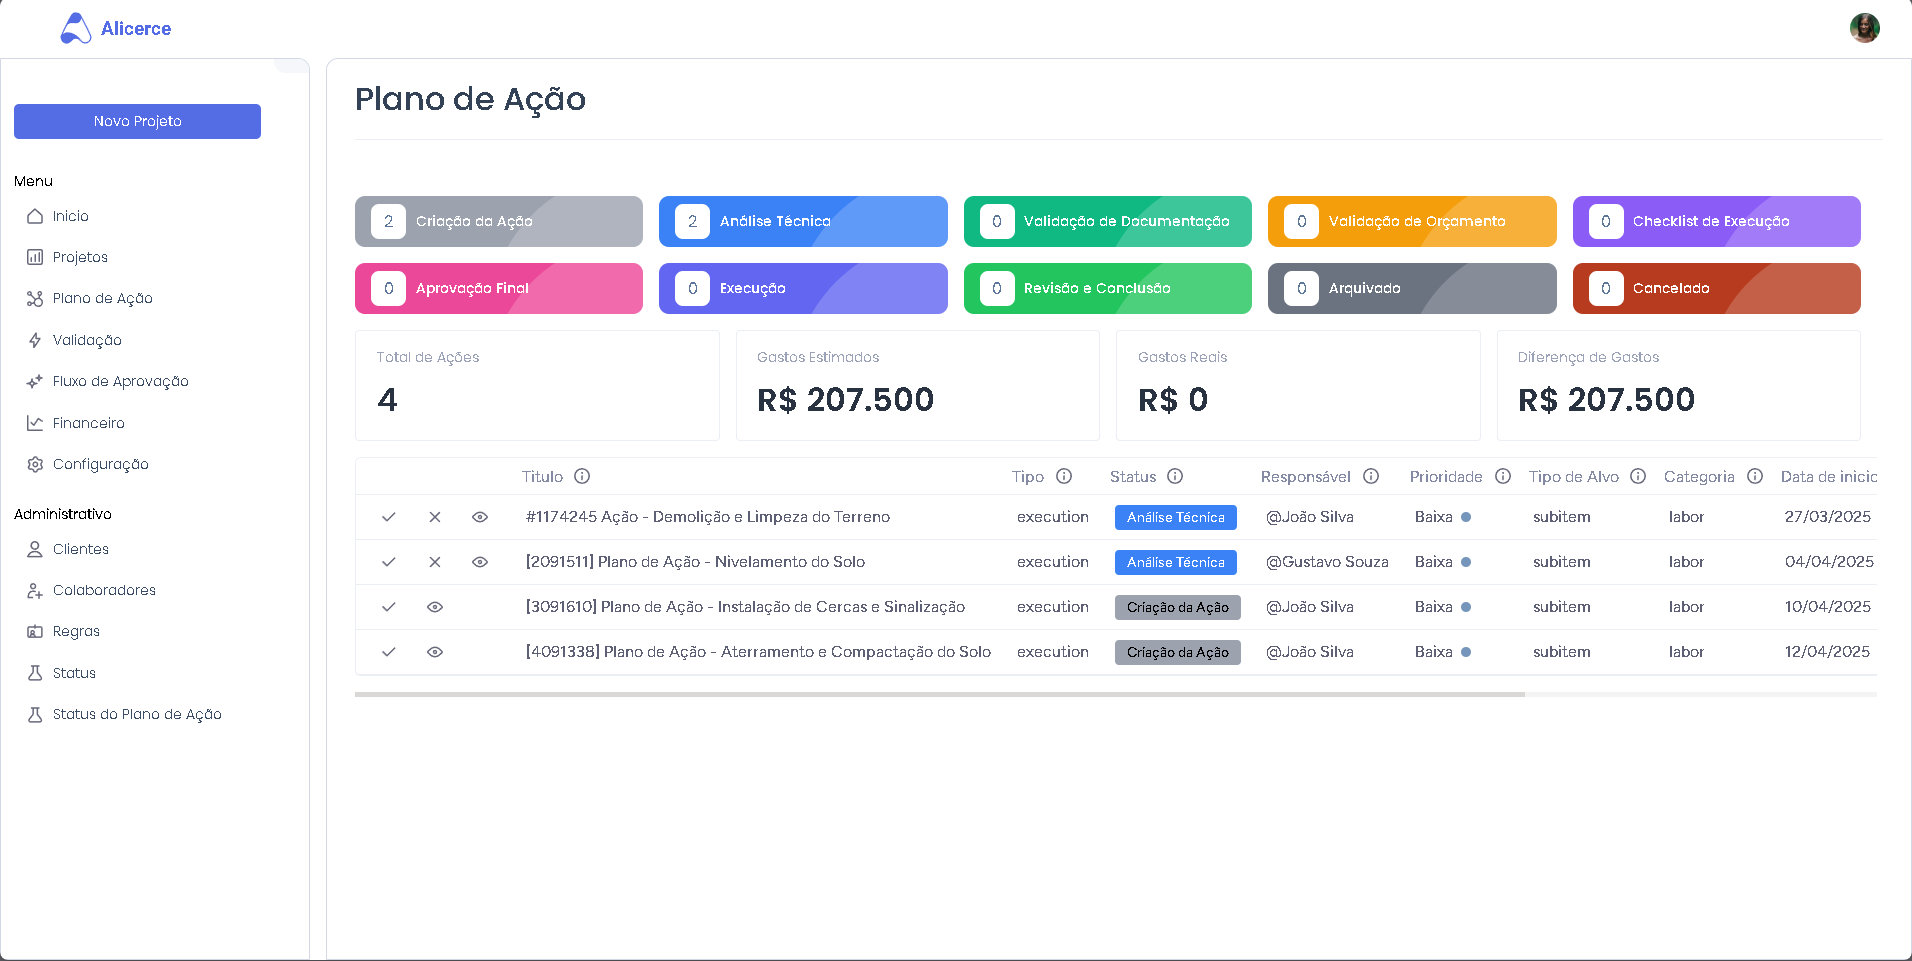 Alicerce
Novo Projeto
Menu
Inicio
Projetos
Plano de Ação
Validação
Fluxo de Aprovação
Financeiro
Configuração
Administrativo
Clientes
Colaboradores
Regras
Status
Status do Plano de Ação
Plano de Ação
2 Criação da Ação
2 Análise Técnica
0 Validação de Documentação
0 Validação de Orçamento
0 Checklist de Execução
0 Aprovação Final
0 Execução
0 Revisão e Conclusão
0 Arquivado
0 Cancelado
Total de Ações
4
Gastos Estimados
R$ 207.500
Gastos Reais
R$ 0
Diferença de Gastos
R$ 207.500
Titulo Tipo Status Responsável Prioridade Tipo de Alvo Categoria Data de inicio
#1174245 Ação - Demolição e Limpeza do Terreno execution Análise Técnica @João Silva Baixa subitem labor 27/03/2025
[2091511] Plano de Ação - Nivelamento do Solo execution Análise Técnica @Gustavo Souza Baixa subitem labor 04/04/2025
[3091610] Plano de Ação - Instalação de Cercas e Sinalização execution Criação da Ação @João Silva Baixa subitem labor 10/04/2025
[4091338] Plano de Ação - Aterramento e Compactação do Solo execution Criação da Ação @João Silva Baixa subitem labor 12/04/2025